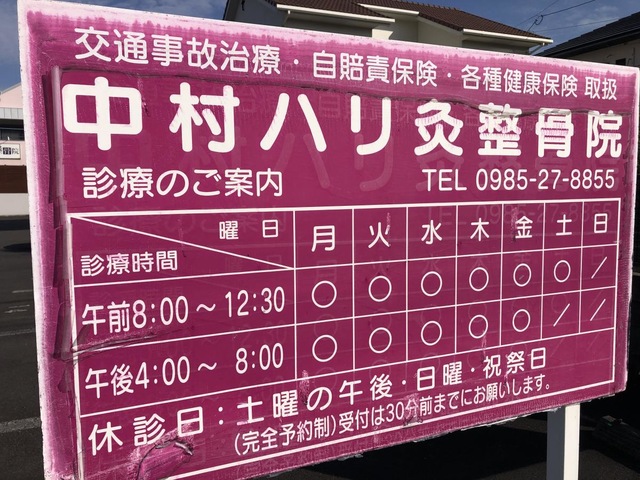 交通事故治療・自賠責保険・各種健康保険 取扱
中村ハリ灸整骨院
診療のご案内 TEL 0985-27-8855
曜日 月 火 水 木 金 土 日
診療時間
午前8:00～12:30 ○ ○ ○ ○ ○ ○ ／
午後4:00～ 8:00 ○ ○ ○ ○ ○ ／ ／
休診日:土曜の午後・日曜・祝祭日
(完全予約制)受付は30分前までにお願いします。